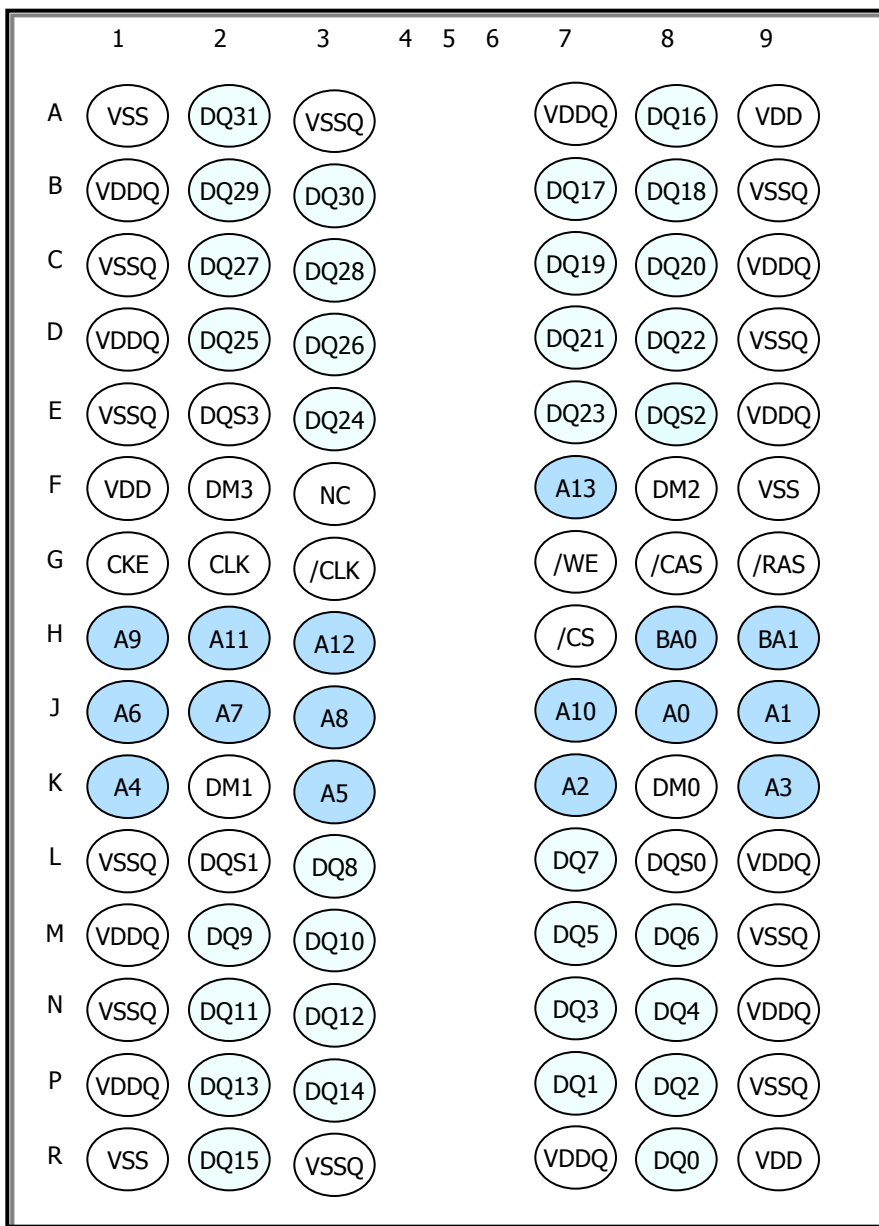 1 2 3 4 5 6 7 8 9
A VSS DQ31 VSSQ VDDQ DQ16 VDD
B VDDQ DQ29 DQ30 DQ17 DQ18 VSSQ
C VSSQ DQ27 DQ28 DQ19 DQ20 VDDQ
D VDDQ DQ25 DQ26 DQ21 DQ22 VSSQ
E VSSQ DQS3 DQ24 DQ23 DQS2 VDDQ
F VDD DM3 NC A13 DM2 VSS
G CKE CLK /CLK /WE /CAS /RAS
H A9 A11 A12 /CS BA0 BA1
J A6 A7 A8 A10 A0 A1
K A4 DM1 A5 A2 DM0 A3
L VSSQ DQS1 DQ8 DQ7 DQS0 VDDQ
M VDDQ DQ9 DQ10 DQ5 DQ6 VSSQ
N VSSQ DQ11 DQ12 DQ3 DQ4 VDDQ
P VDDQ DQ13 DQ14 DQ1 DQ2 VSSQ
R VSS DQ15 VSSQ VDDQ DQ0 VDD